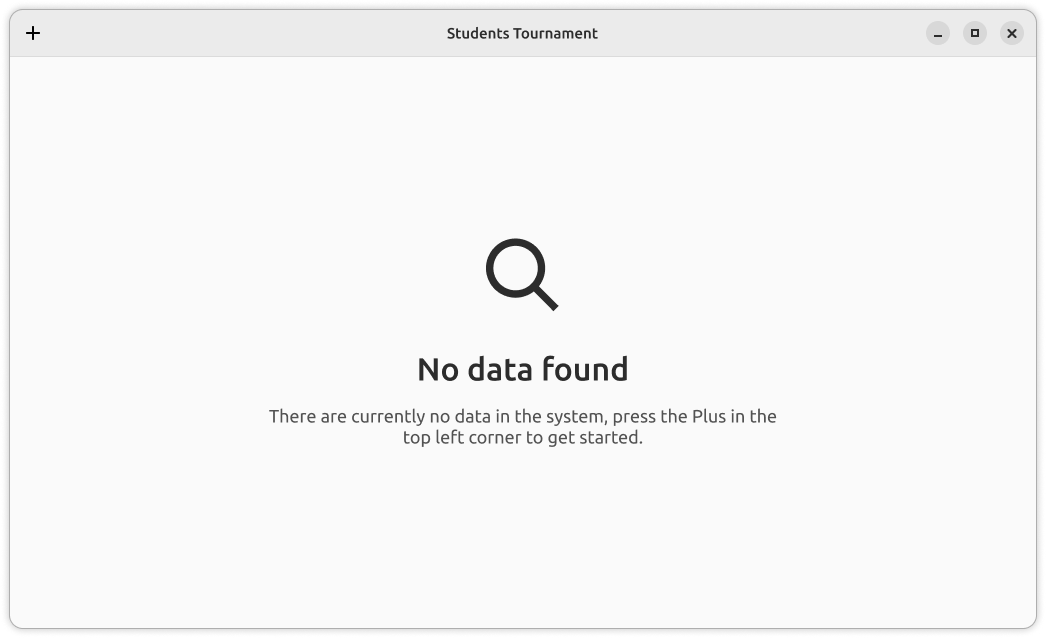 Students Tournament
No data found
There are currently no data in the system, press the Plus in the
top left corner to get started.